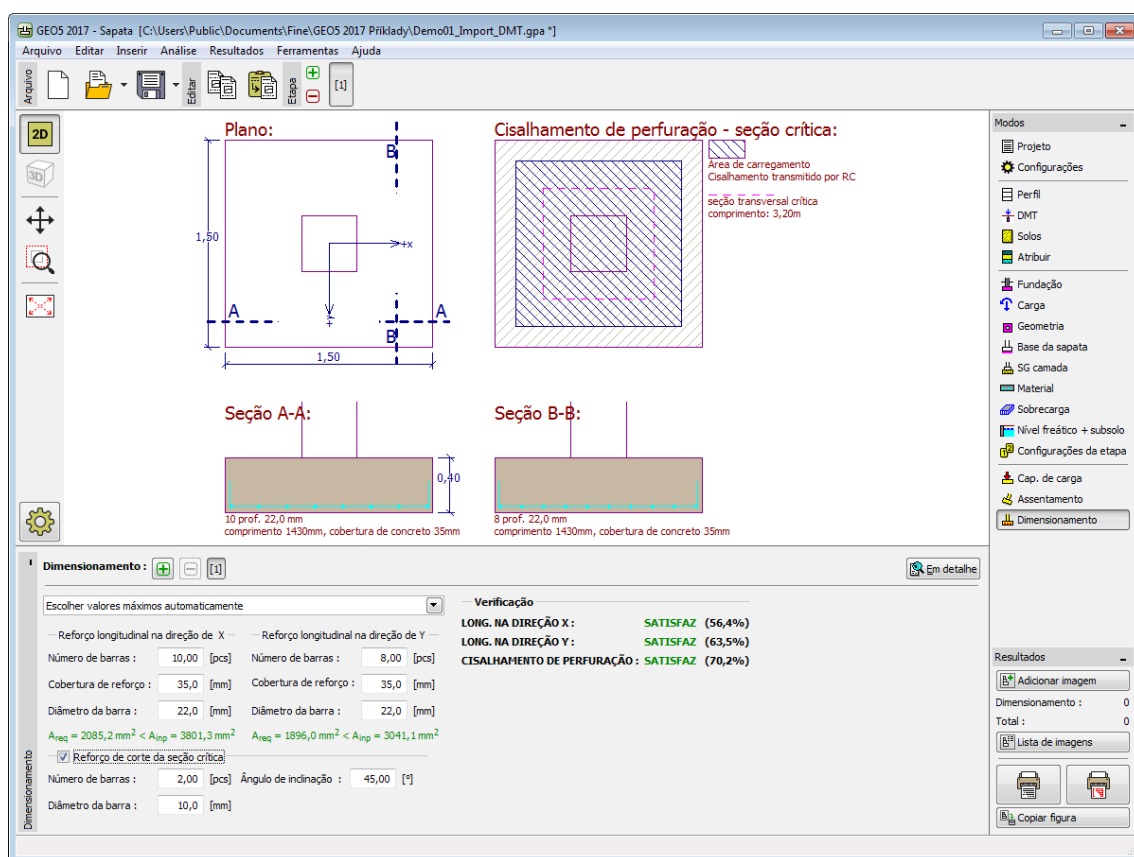 GEO5 2017 - Sapata [C:\Users\Public\Documents\Fine\GEO5 2017 Příklady\Demo01_Import_DMT.gpa *]
Arquivo Editar Inserir Análise Resultados Ferramentas Ajuda
Arquivo
Editar
Etapa
[1]
2D
3D
Plano:
B
1,50
+x
A
A
+
B
1,50
Cisalhamento de perfuração - seção crítica:
Área de carregamento
Cisalhamento transmitido por RC
seção transversal crítica
comprimento: 3,20m
Seção A-A:
0,40
10 prof. 22,0 mm
comprimento 1430mm, cobertura de concreto 35mm
Seção B-B:
8 prof. 22,0 mm
comprimento 1430mm, cobertura de concreto 35mm
Modos
Projeto
Configurações
Perfil
DMT
Solos
Atribuir
Fundação
Carga
Geometria
Base da sapata
SG camada
Material
Sobrecarga
Nível freático + subsolo
Configurações da etapa
Cap. de carga
Assentamento
Dimensionamento
Dimensionamento : [1]
Em detalhe
Escolher valores máximos automaticamente
Reforço longitudinal na direção de X
Reforço longitudinal na direção de Y
Número de barras : 10,00 [pcs] Número de barras : 8,00 [pcs]
Cobertura de reforço : 35,0 [mm] Cobertura de reforço : 35,0 [mm]
Diâmetro da barra : 22,0 [mm] Diâmetro da barra : 22,0 [mm]
Areq = 2085,2 mm² < Ainp = 3801,3 mm² Areq = 1896,0 mm² < Ainp = 3041,1 mm²
Reforço de corte da seção crítica
Número de barras : 2,00 [pcs] Ângulo de inclinação : 45,00 [°]
Diâmetro da barra : 10,0 [mm]
Dimensionamento
Verificação
LONG. NA DIREÇÃO X : SATISFAZ (56,4%)
LONG. NA DIREÇÃO Y : SATISFAZ (63,5%)
CISALHAMENTO DE PERFURAÇÃO : SATISFAZ (70,2%)
Resultados
Adicionar imagem
Dimensionamento : 0
Total : 0
Lista de imagens
Copiar figura